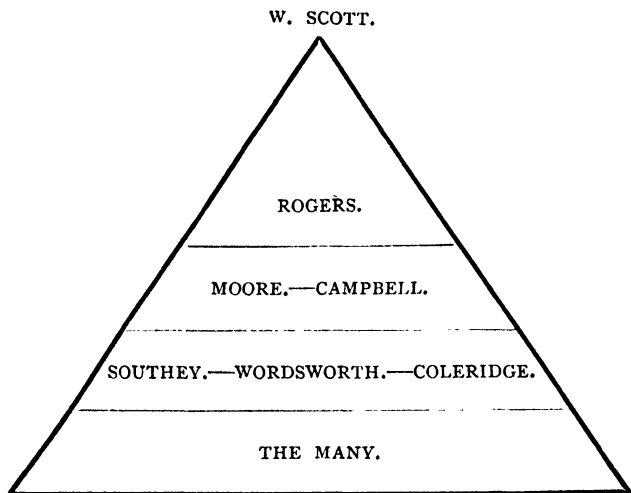 W. SCOTT.
ROGERS.
MOORE.—CAMPBELL.
SOUTHEY.—WORDSWORTH.—COLERIDGE.
THE MANY.